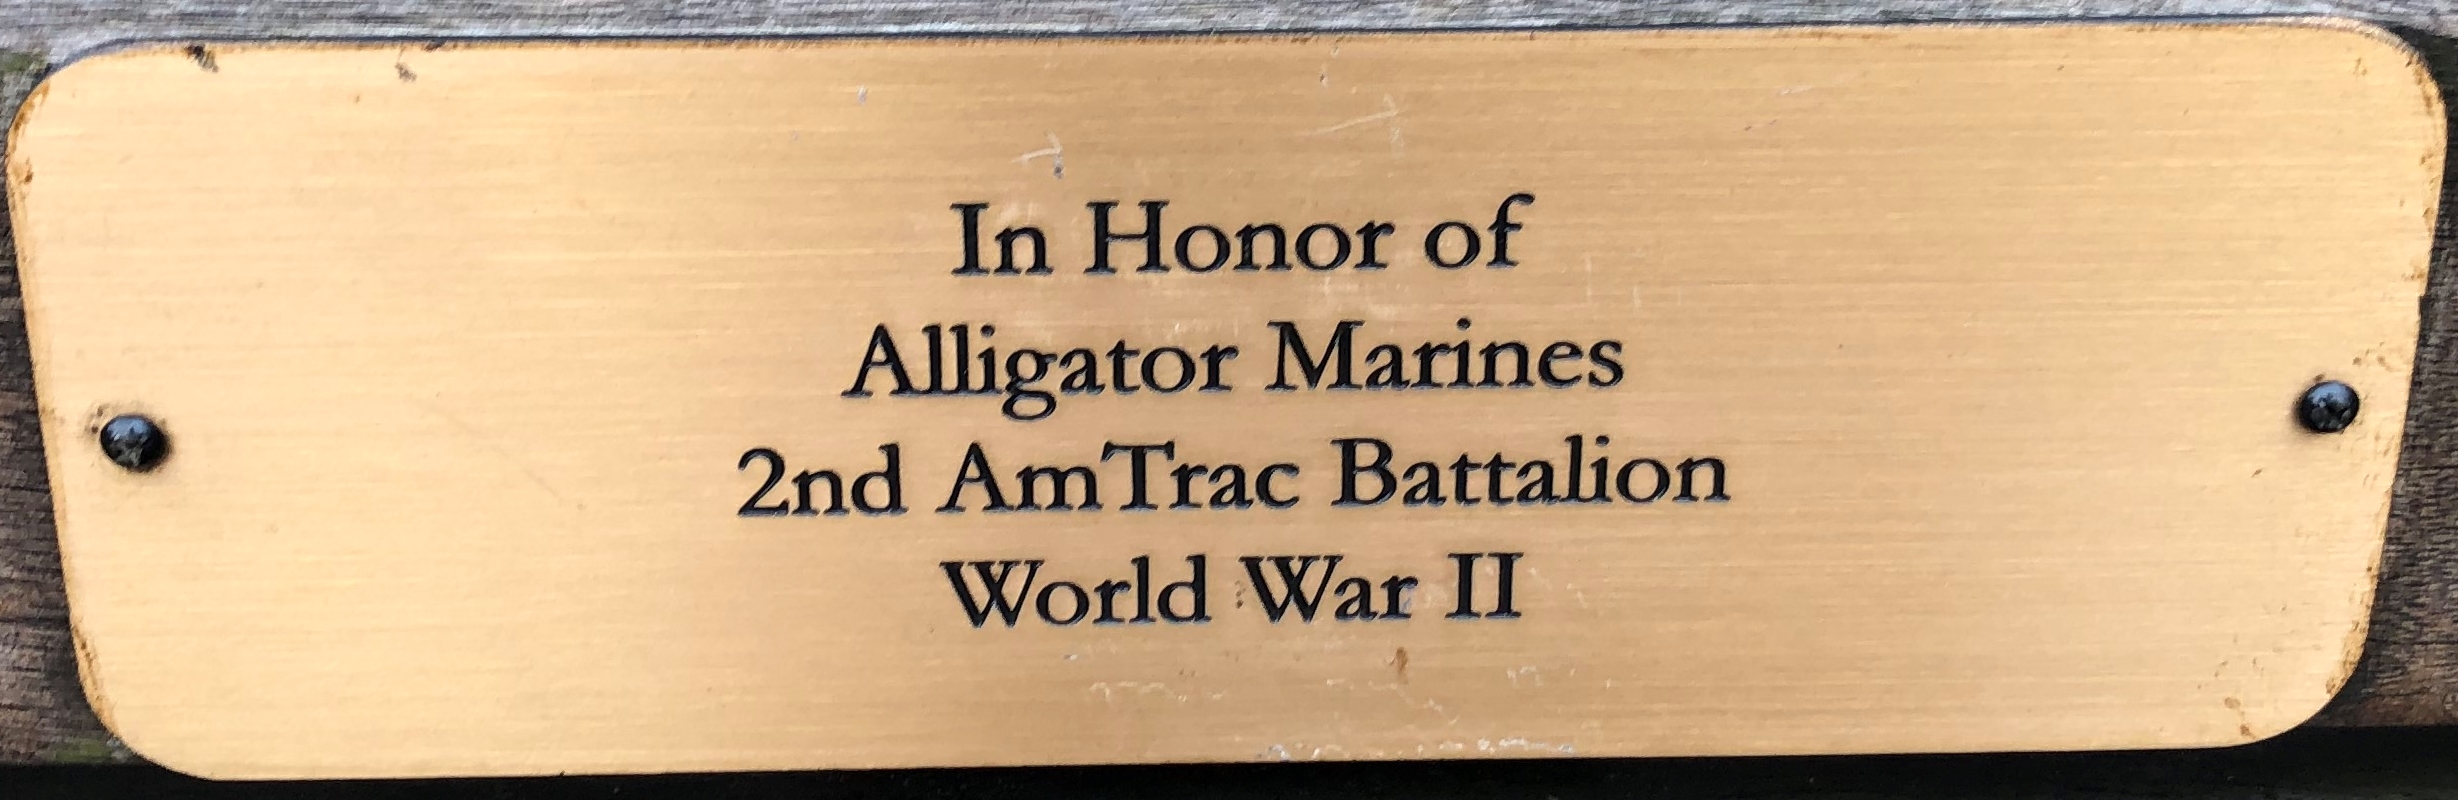 In Honor of
Alligator Marines
2nd AmTrac Battalion
World War II